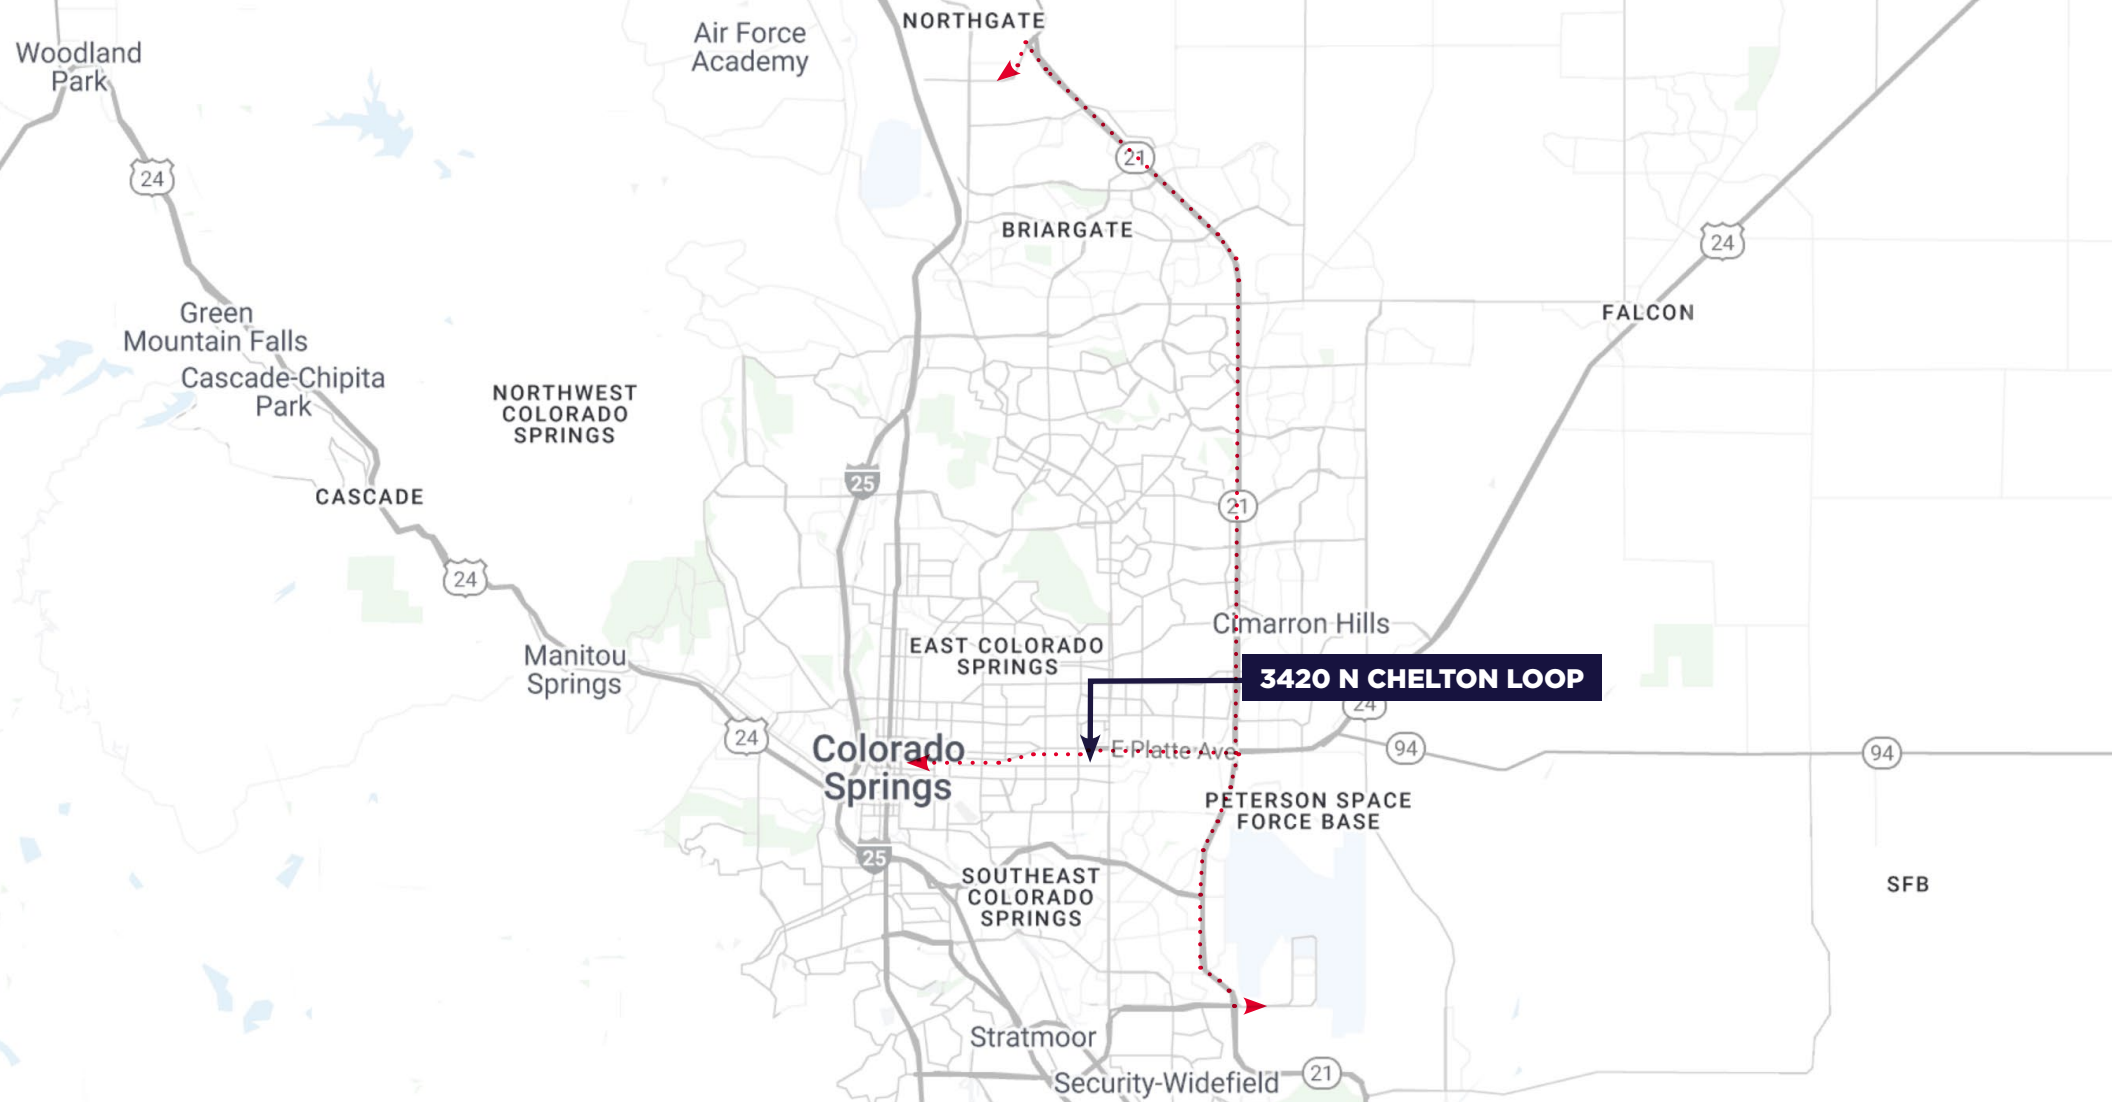 NORTHGATE
Air Force
Academy
Woodland
Park
21
24
BRIARGATE
24
Green
Mountain Falls
FALCON
Cascade-Chipita
Park
NORTHWEST
COLORADO
SPRINGS
25
CASCADE
21
24
Cimarron Hills
EAST COLORADO
SPRINGS
Manitou
Springs
3420 N CHELTON LOOP
24
24
Colorado
Springs
E Platte Ave
94
94
PETERSON SPACE
FORCE BASE
25
SOUTHEAST
COLORADO
SPRINGS
SFB
Stratmoor
Security-Widefield
21